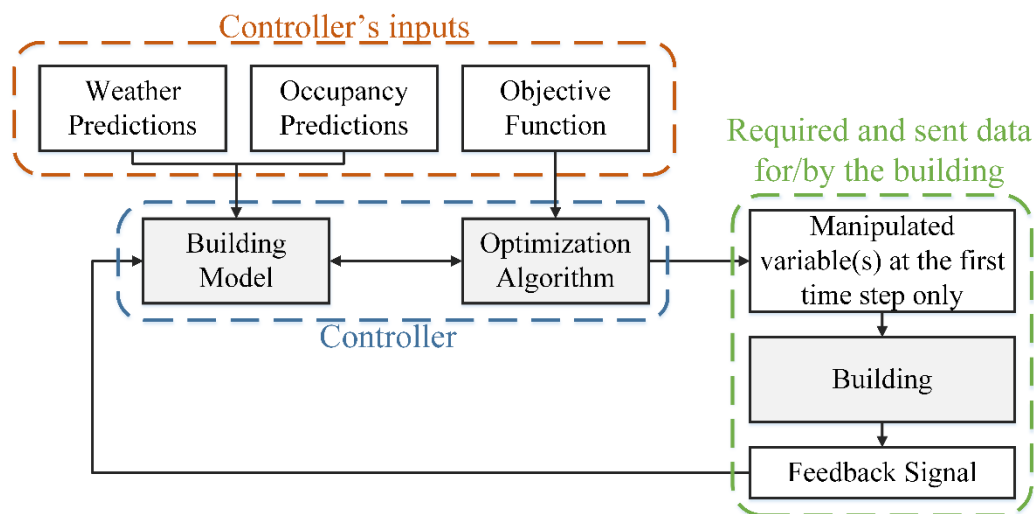 Controller's inputs
Weather
Predictions
Occupancy
Predictions
Objective
Function
Required and sent data
for/by the building
Building
Model
Optimization
Algorithm
Controller
Manipulated
variable(s) at the first
time step only
Building
Feedback Signal